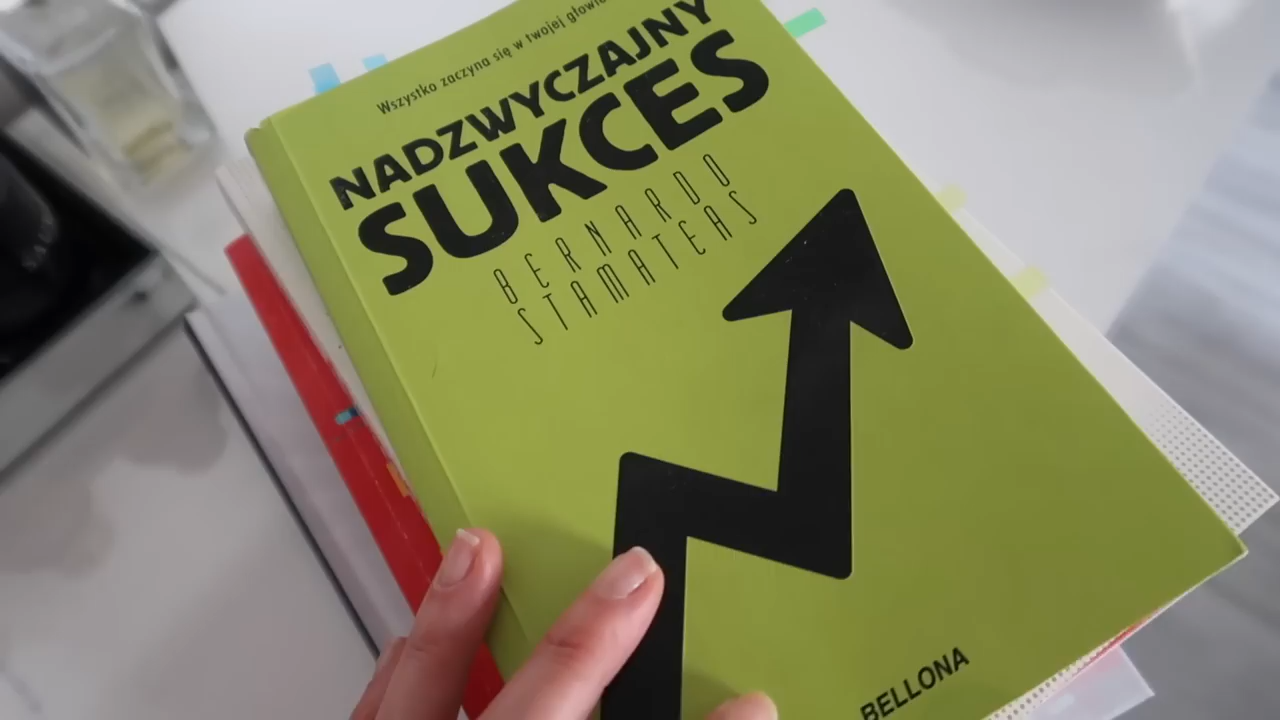 Wszystko zaczyna się w twojej głowie
NADZWYCZAJNY
SUKCES
BERNARDO
STAMATEAS
BELLONA